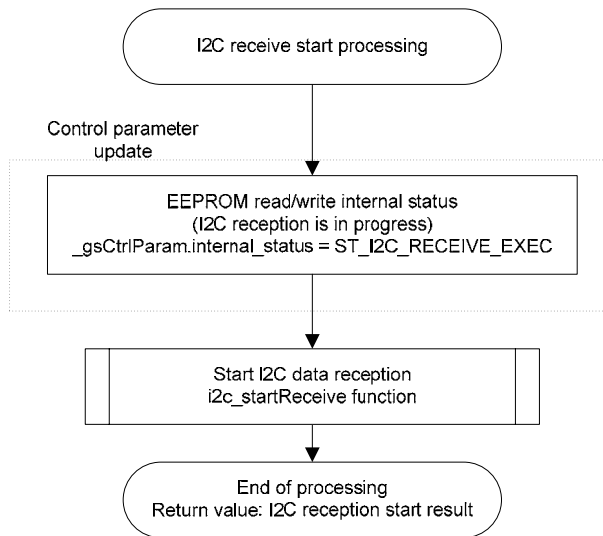 I2C receive start processing
Control parameter
update
EEPROM read/write internal status
(I2C reception is in progress)
_gsCtrlParam.internal_status = ST_I2C_RECEIVE_EXEC
Start I2C data reception
i2c_startReceive function
End of processing
Return value: I2C reception start result